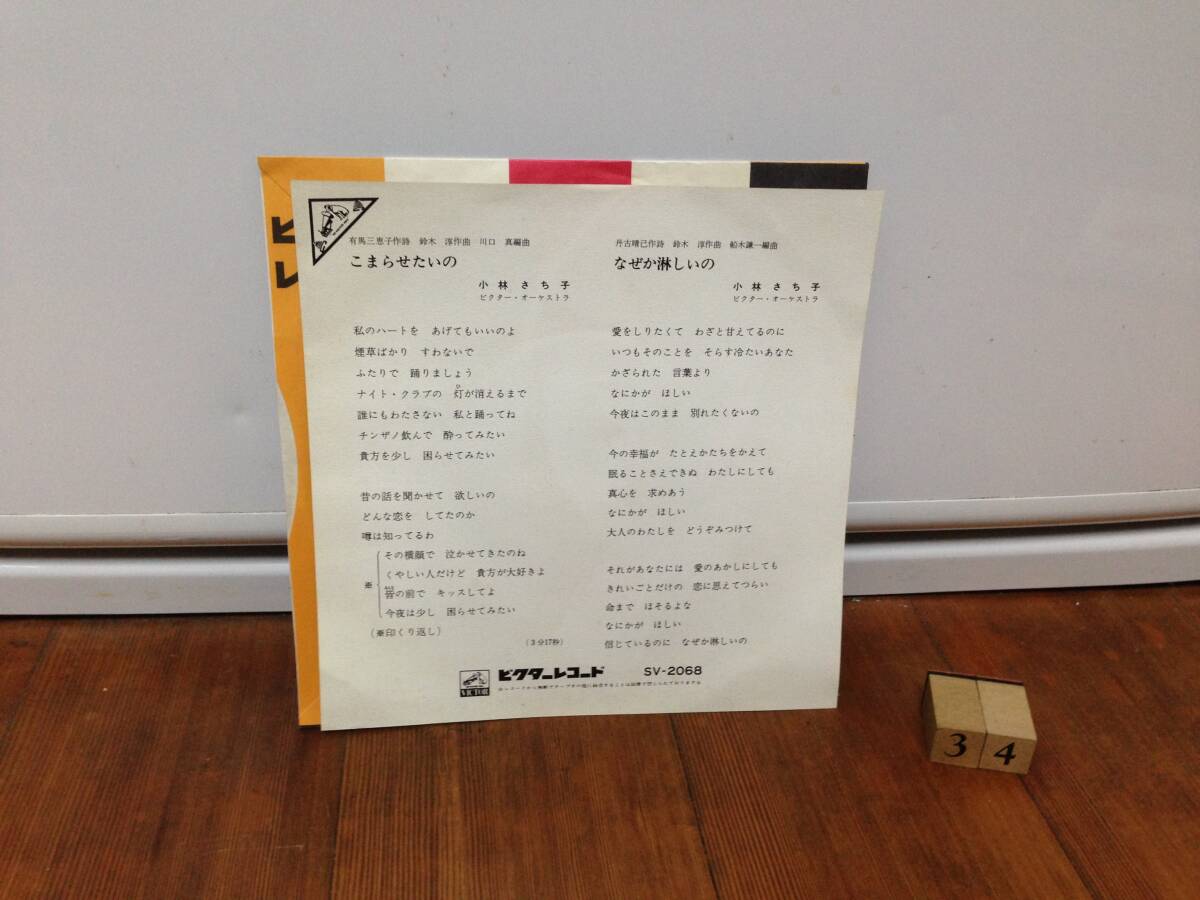 ビ
レ
有馬三恵子作詩 鈴木 淳作曲 川口 真編曲
こまらせたいの
小林さち子
ビクター・オーケストラ
私のハートを あげてもいいのよ
煙草ばかり すわないで
ふたりで 踊りましょう
ナイト・クラブの 灯が消えるまで
誰にもわたさない 私と踊ってね
チンザノ飲んで 酔ってみたい
貴方を少し 困らせてみたい
昔の話を聞かせて 欲しいの
どんな恋を してたのか
噂は知ってるわ
その横顔で 泣かせてきたのね
くやしい人だけど 貴方が大好きよ
※ 皆の前で キッスしてよ
今夜は少し 困らせてみたい
(※印くり返し)
(3分17秒)
丹古晴己作詩 鈴木 淳作曲 船木謙一編曲
なぜか淋しいの
小林さち子
ビクター・オーケストラ
愛をしりたくて わざと甘えてるのに
いつもそのことを そらす冷たいあなた
かざられた 言葉より
なにかが ほしい
今夜はこのまま 別れたくないの
今の幸福が たとえかたちをかえて
眠ることさえできぬ わたしにしても
真心を 求めあう
なにかが ほしい
大人のわたしを どうぞみつけて
それがあなたには 愛のあかしにしても
きれいごとだけの 恋に思えてつらい
命まで ほそるよな
なにかが ほしい
信じているのに なぜか淋しいの
VICTOR ビクターレコード SV-2068
3 4